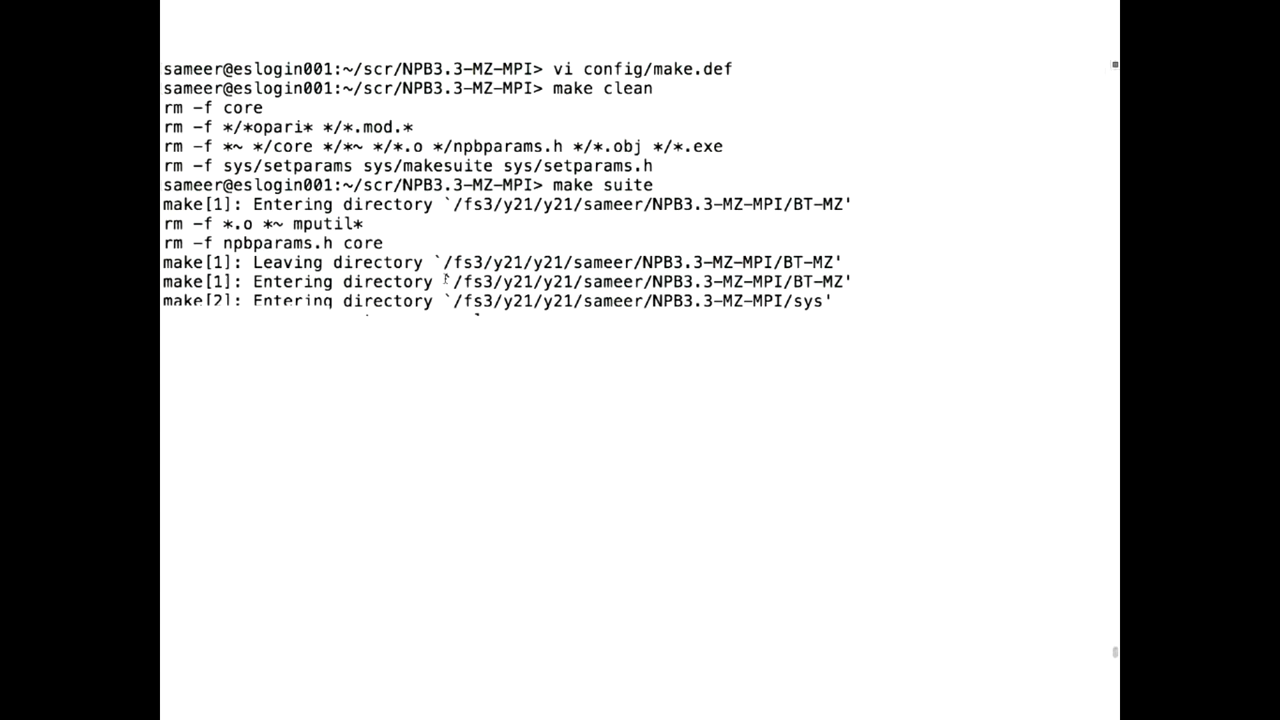 sameer@eslogin001:~/scr/NPB3.3-MZ-MPI> vi config/make.def
sameer@eslogin001:~/scr/NPB3.3-MZ-MPI> make clean
rm -f core
rm -f */*opari* */*.mod.*
rm -f *~ */core */*~ */*.o */npbparams.h */*.obj */*.exe
rm -f sys/setparams sys/makesuite sys/setparams.h
sameer@eslogin001:~/scr/NPB3.3-MZ-MPI> make suite
make[1]: Entering directory `/fs3/y21/y21/sameer/NPB3.3-MZ-MPI/BT-MZ'
rm -f *.o *~ mputil*
rm -f npbparams.h core
make[1]: Leaving directory `/fs3/y21/y21/sameer/NPB3.3-MZ-MPI/BT-MZ'
make[1]: Entering directory `/fs3/y21/y21/sameer/NPB3.3-MZ-MPI/BT-MZ'
make[2]: Entering directory `/fs3/y21/y21/sameer/NPB3.3-MZ-MPI/sys'